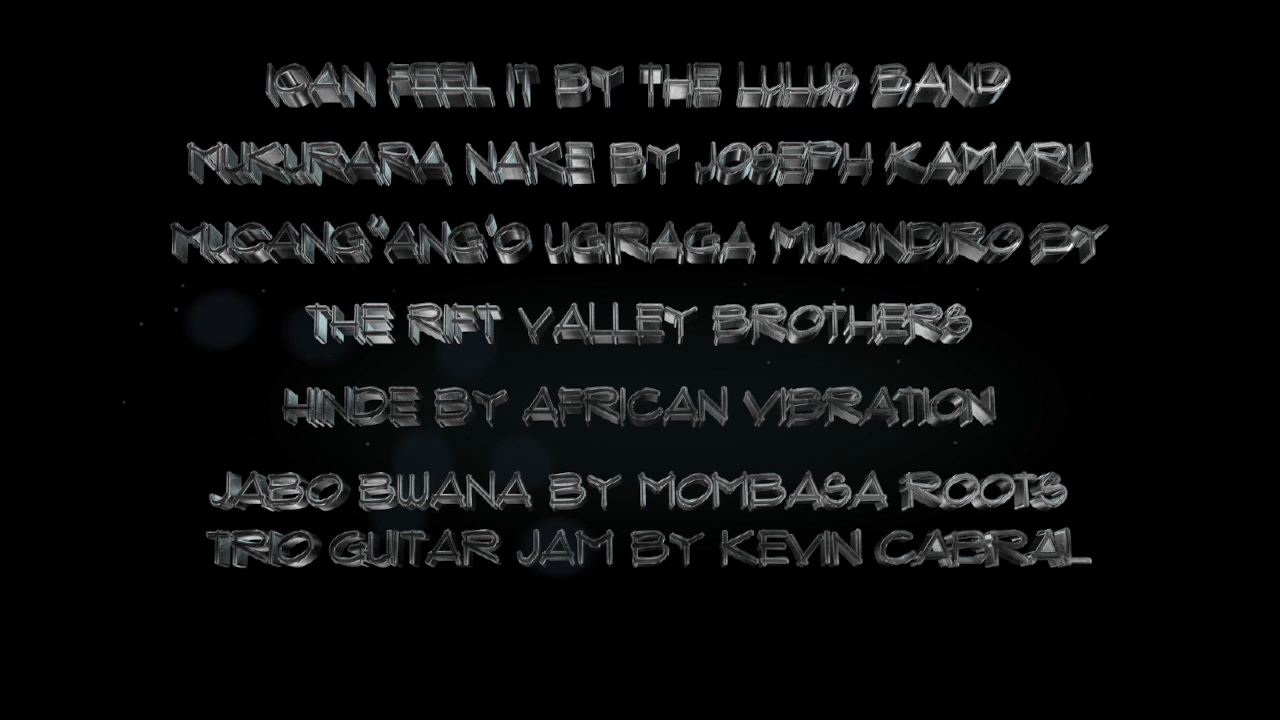 ICAN FEEL IT BY THE LULUS BAND
MUKURARA NAKE BY JOSEPH KAMARU
MUCANG"ANG'O UGIRAGA MUKINDIRO BY
THE RIFT VALLEY BROTHERS
HINDE BY AFRICAN VIBRATION
JABO BWANA BY MOMBASA ROOTS
TRIO GUITAR JAM BY KEVIN CABRAL